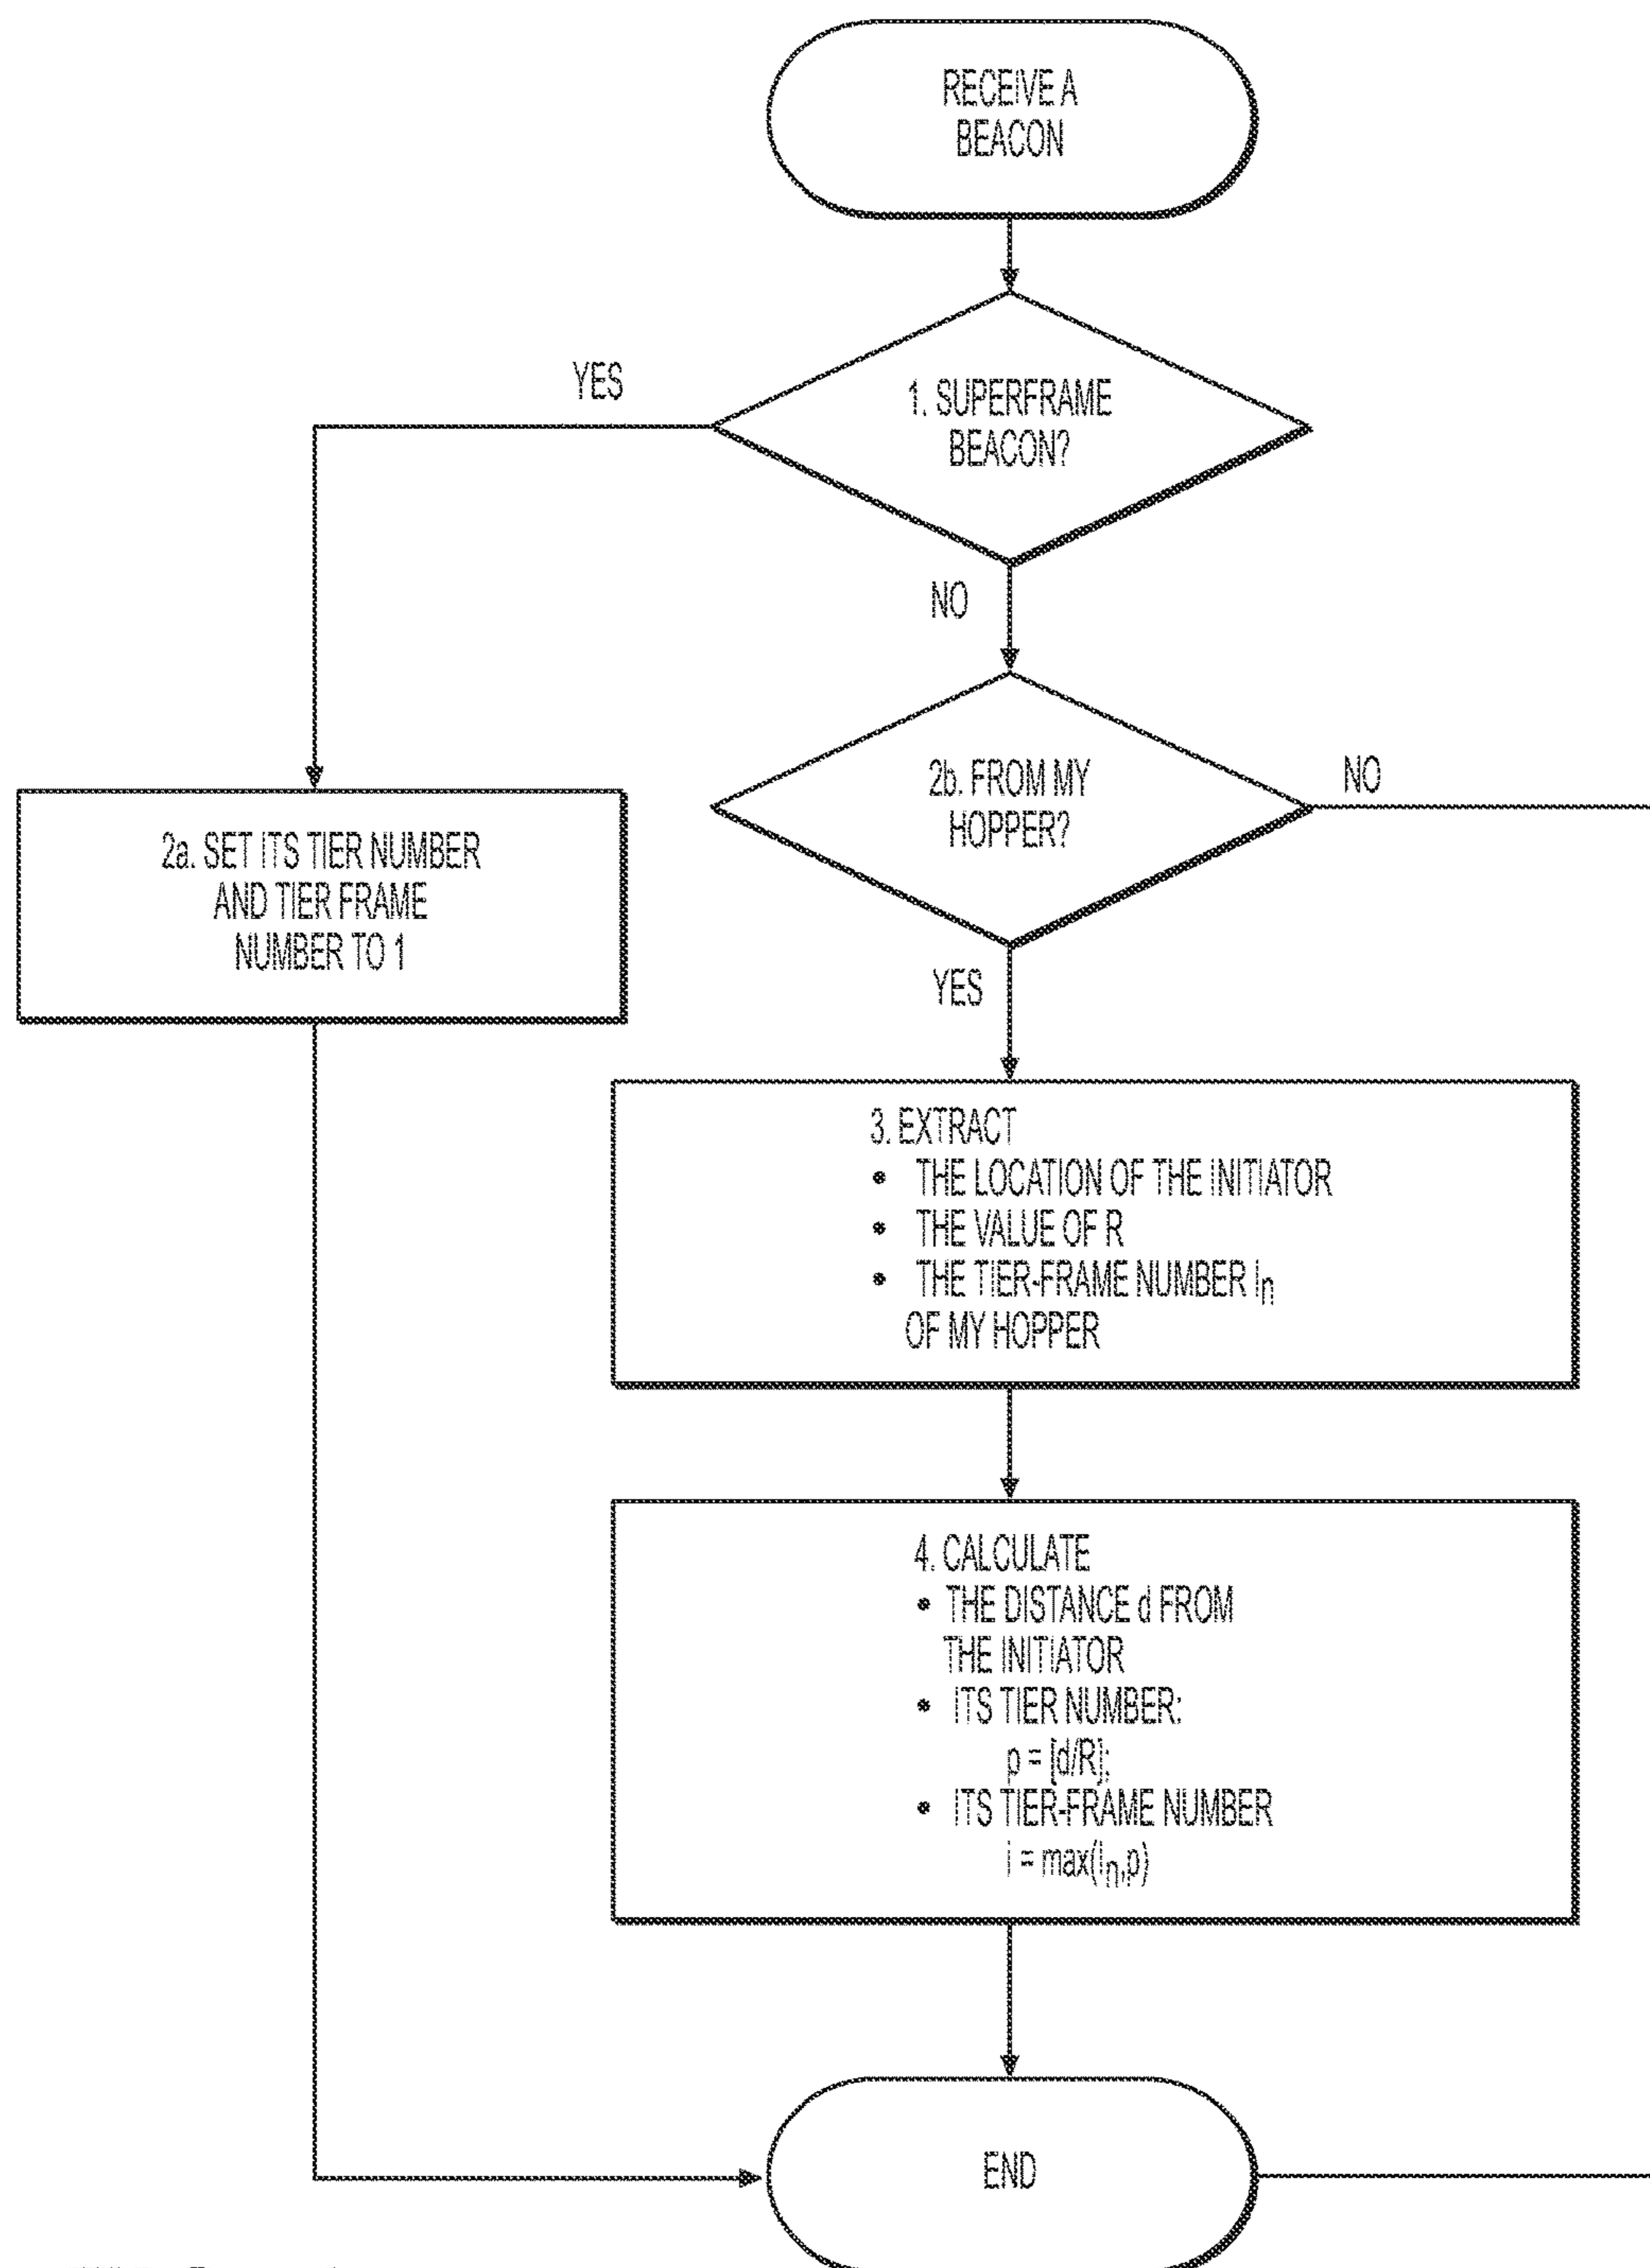 RECEIVE A
BEACON
YES
1. SUPERFRAME
BEACON?
NO
2b. FROM MY
HOPPER?
NO
2a. SET ITS TIER NUMBER
AND TIER FRAME
NUMBER TO 1
YES
3. EXTRACT
• THE LOCATION OF THE INITIATOR
• THE VALUE OF R
• THE TIER-FRAME NUMBER in
OF MY HOPPER
4. CALCULATE
• THE DISTANCE d FROM
THE INITIATOR
• ITS TIER NUMBER:
p = [d/R];
• ITS TIER-FRAME NUMBER
i = max(in,p)
END